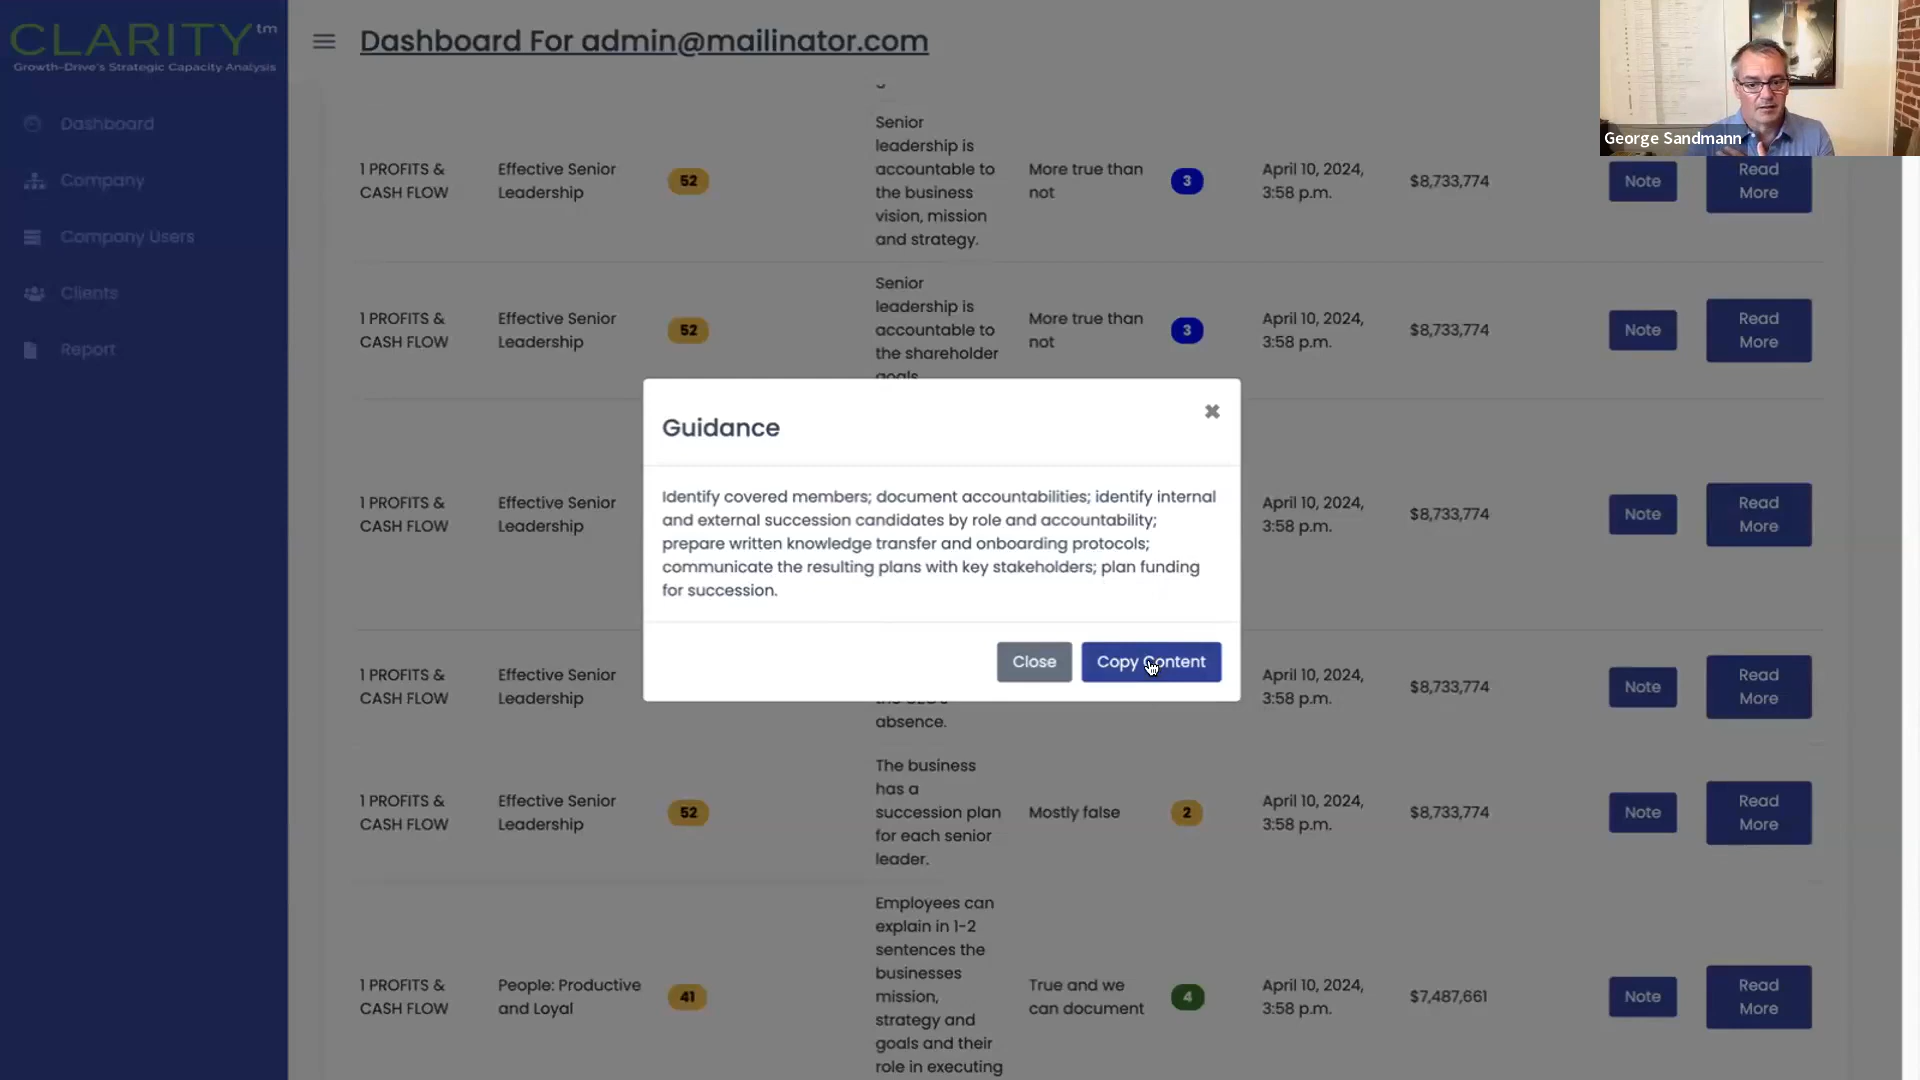 CLARITY™
Growth-Drive's Strategic Capacity Analysis
Dashboard
Company
Company Users
Clients
Report
Dashboard For admin@mailinator.com
George Sandmann
1 PROFITS &
CASH FLOW
Effective Senior
Leadership
52
Senior
leadership is
accountable to
the business
vision, mission
and strategy.
More true than
not
3
April 10, 2024,
3:58 p.m.
$8,733,774
Note
Read
More
1 PROFITS &
CASH FLOW
Effective Senior
Leadership
52
Senior
leadership is
accountable to
the shareholder
goals
More true than
not
3
April 10, 2024,
3:58 p.m.
$8,733,774
Note
Read
More
1 PROFITS &
CASH FLOW
Effective Senior
Leadership
April 10, 2024,
3:58 p.m.
$8,733,774
Note
Read
More
Guidance
Identify covered members; document accountabilities; identify internal
and external succession candidates by role and accountability;
prepare written knowledge transfer and onboarding protocols;
communicate the resulting plans with key stakeholders; plan funding
for succession.
Close
Copy Content
1 PROFITS &
CASH FLOW
Effective Senior
Leadership
absence.
April 10, 2024,
3:58 p.m.
$8,733,774
Note
Read
More
1 PROFITS &
CASH FLOW
Effective Senior
Leadership
52
The business
has a
succession plan
for each senior
leader.
Mostly false
2
April 10, 2024,
3:58 p.m.
$8,733,774
Note
Read
More
1 PROFITS &
CASH FLOW
People: Productive
and Loyal
41
Employees can
explain in 1-2
sentences the
businesses
mission,
strategy and
goals and their
role in executing
True and we
can document
4
April 10, 2024,
3:58 p.m.
$7,487,661
Note
Read
More